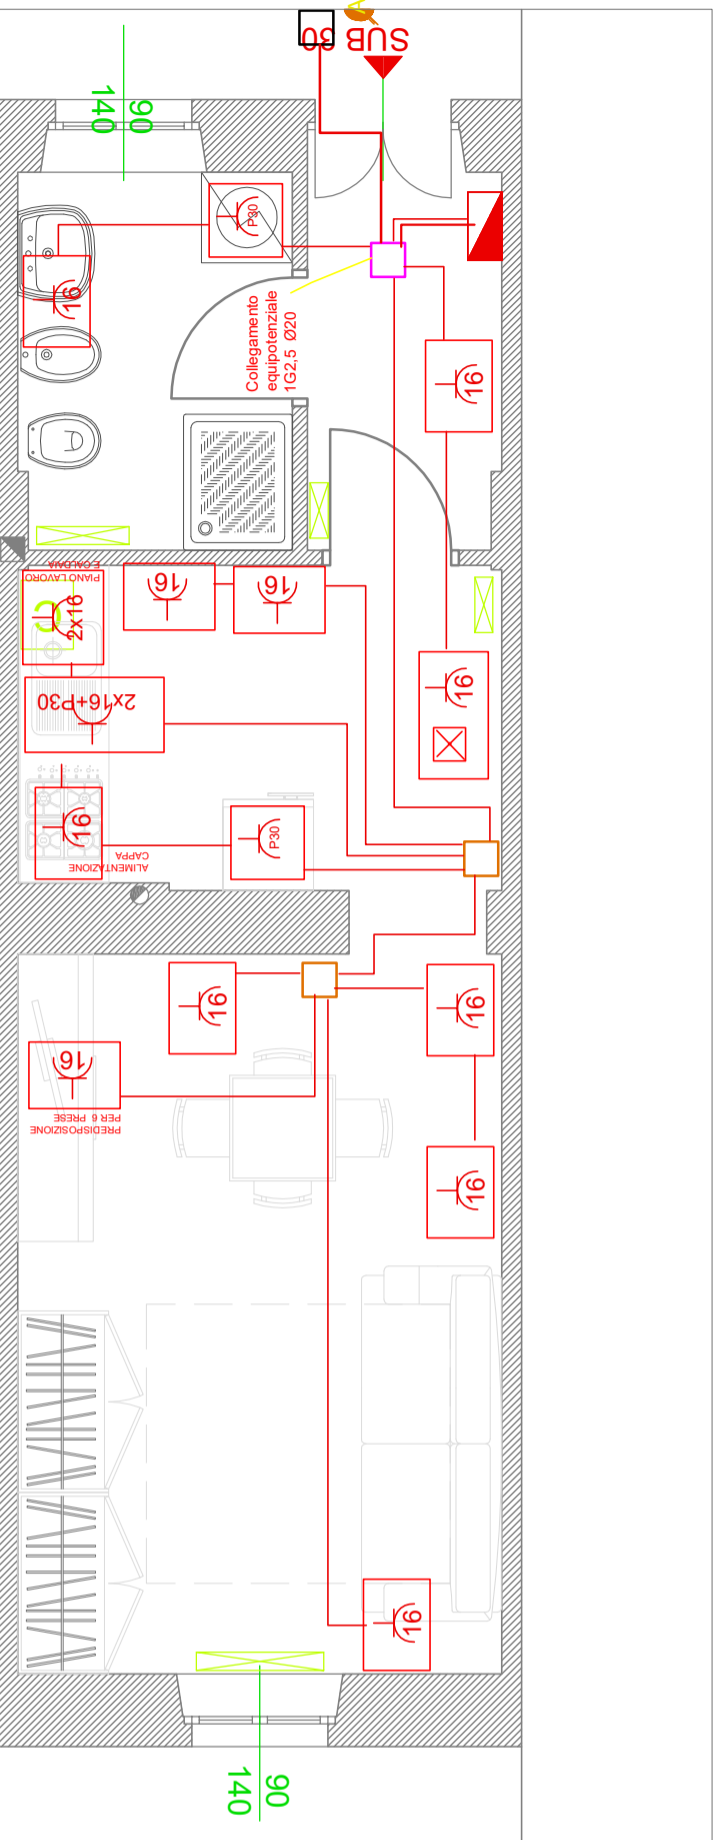 A
SUB 30
90
140
P30
16
Collegamento
equipotenziale
1G2,5 Ø20
16
PIANO LAVORO
E CALDAIA
C
2x16
16
16
2x16+P30
16
16
P30
ALIMENTAZIONE
CAPPA
16
16
16
PREDISPOSIZIONE
PER 6 PRESE
16
16
90
140